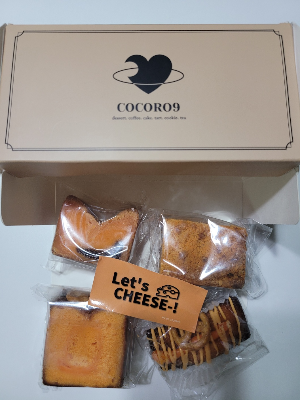 COCORO9
dessert, coffee, cake, tart, cookie, tea
Let's
CHEESE-!